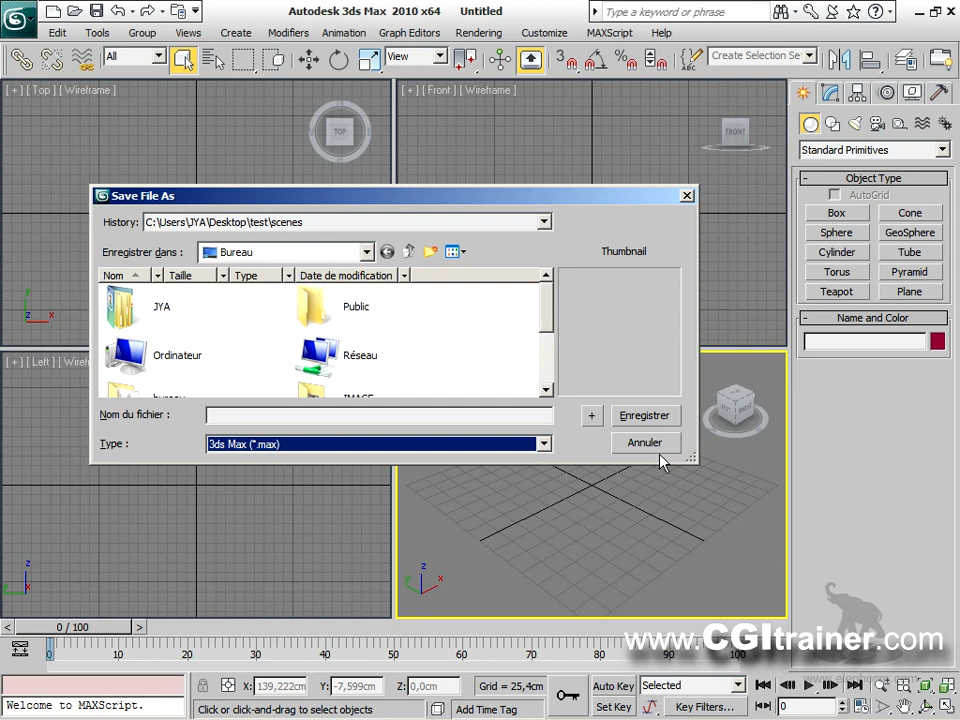 Autodesk 3ds Max 2010 x64 Untitled
Type a keyword or phrase
Edit Tools Group Views Create Modifiers Animation Graph Editors Rendering Customize MAXScript Help
All View 3 Create Selection Se
[ + ] [ Top ] [ Wireframe ]
[ + ] [ Front ] [ Wireframe ]
TOP
FRONT
Standard Primitives
Object Type
AutoGrid
Box Cone
Sphere GeoSphere
Cylinder Tube
Torus Pyramid
Teapot Plane
Name and Color
Save File As
History: C:\Users\JYA\Desktop\test\scenes
Enregistrer dans : Bureau
Thumbnail
Nom Taille Type Date de modification
JYA Public
Ordinateur Réseau
Nom du fichier : + Enregistrer
Type : 3ds Max (*.max) Annuler
[ + ] [ Left ] [ Wirefr
y z x
z y x
z y x
0 / 100
0 10 20 30 40 50 60 70 80 90 100
www.CGItrainer.com
X: 139,222cm Y: -7,599cm Z: 0,0cm Grid = 25,4cm Auto Key Selected
Welcome to MAXScript. Click or click-and-drag to select objects Add Time Tag Set Key Key Filters... 0